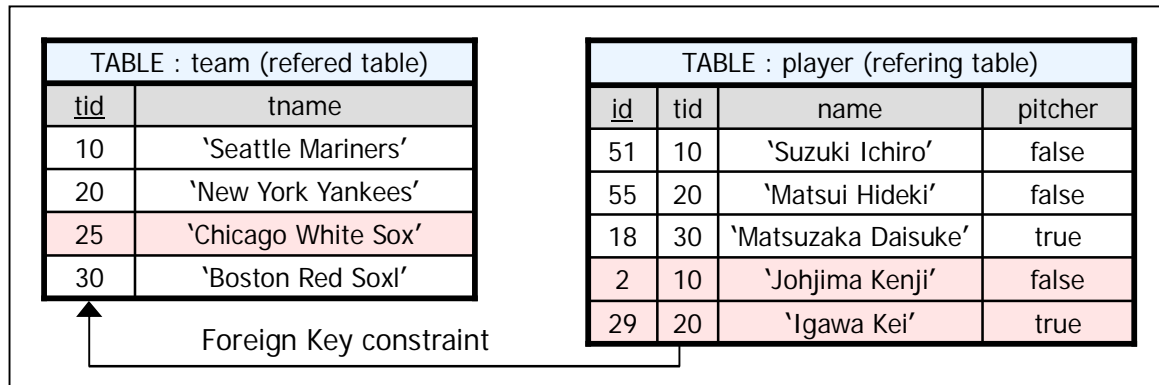 TABLE : team (refered table)
tid tname
10 ‘Seattle Mariners’
20 ‘New York Yankees’
25 ‘Chicago White Sox’
30 ‘Boston Red Soxl’
Foreign Key constraint
TABLE : player (refering table)
id tid name pitcher
51 10 ‘Suzuki Ichiro’ false
55 20 ‘Matsui Hideki’ false
18 30 ‘Matsuzaka Daisuke’ true
2 10 ‘Johjima Kenji’ false
29 20 ‘Igawa Kei’ true